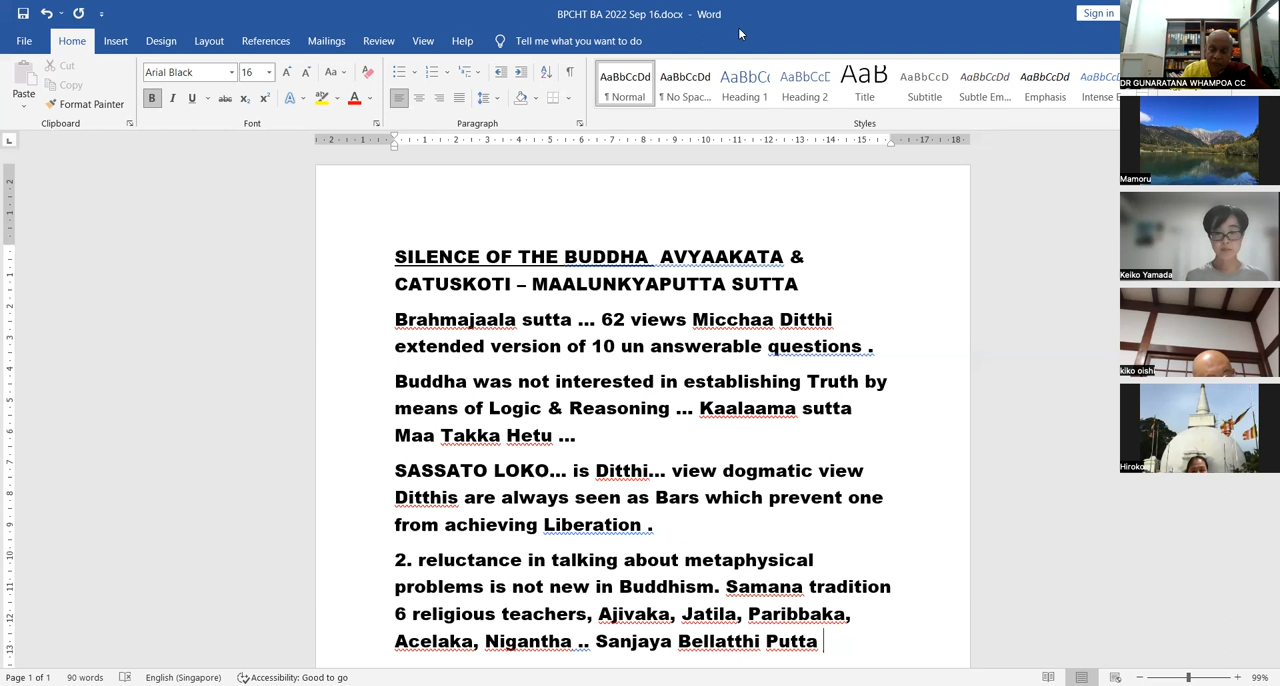 BPCHT BA 2022 Sep 16.docx - Word
Sign in
File Home Insert Design Layout References Mailings Review View Help Tell me what you want to do
Paste
Cut
Copy
Format Painter
Clipboard
Arial Black 16
Font
Paragraph
AaBbCcDd AaBbCcDd AaBbCc AaBbCcD AaB AaBbCcD AaBbCcDd AaBbCcDd AaBbCcDd
¶ Normal ¶ No Spac... Heading 1 Heading 2 Title Subtitle Subtle Em... Emphasis Intense E
Styles
SILENCE OF THE BUDDHA AVYAAKATA &
CATUSKOTI – MAALUNKYAPUTTA SUTTA
Brahmajaala sutta ... 62 views Micchaa Ditthi
extended version of 10 un answerable questions .
Buddha was not interested in establishing Truth by
means of Logic & Reasoning ... Kaalaama sutta
Maa Takka Hetu ...
SASSATO LOKO... is Ditthi... view dogmatic view
Ditthis are always seen as Bars which prevent one
from achieving Liberation .
2. reluctance in talking about metaphysical
problems is not new in Buddhism. Samana tradition
6 religious teachers, Ajivaka, Jatila, Paribbaka,
Acelaka, Nigantha .. Sanjaya Bellatthi Putta
DR GUNARATANA WHAMPOA CC
Mamoru
Keiko Yamada
kiko oishi
Hiroko
Page 1 of 1 90 words English (Singapore) Accessibility: Good to go 99%